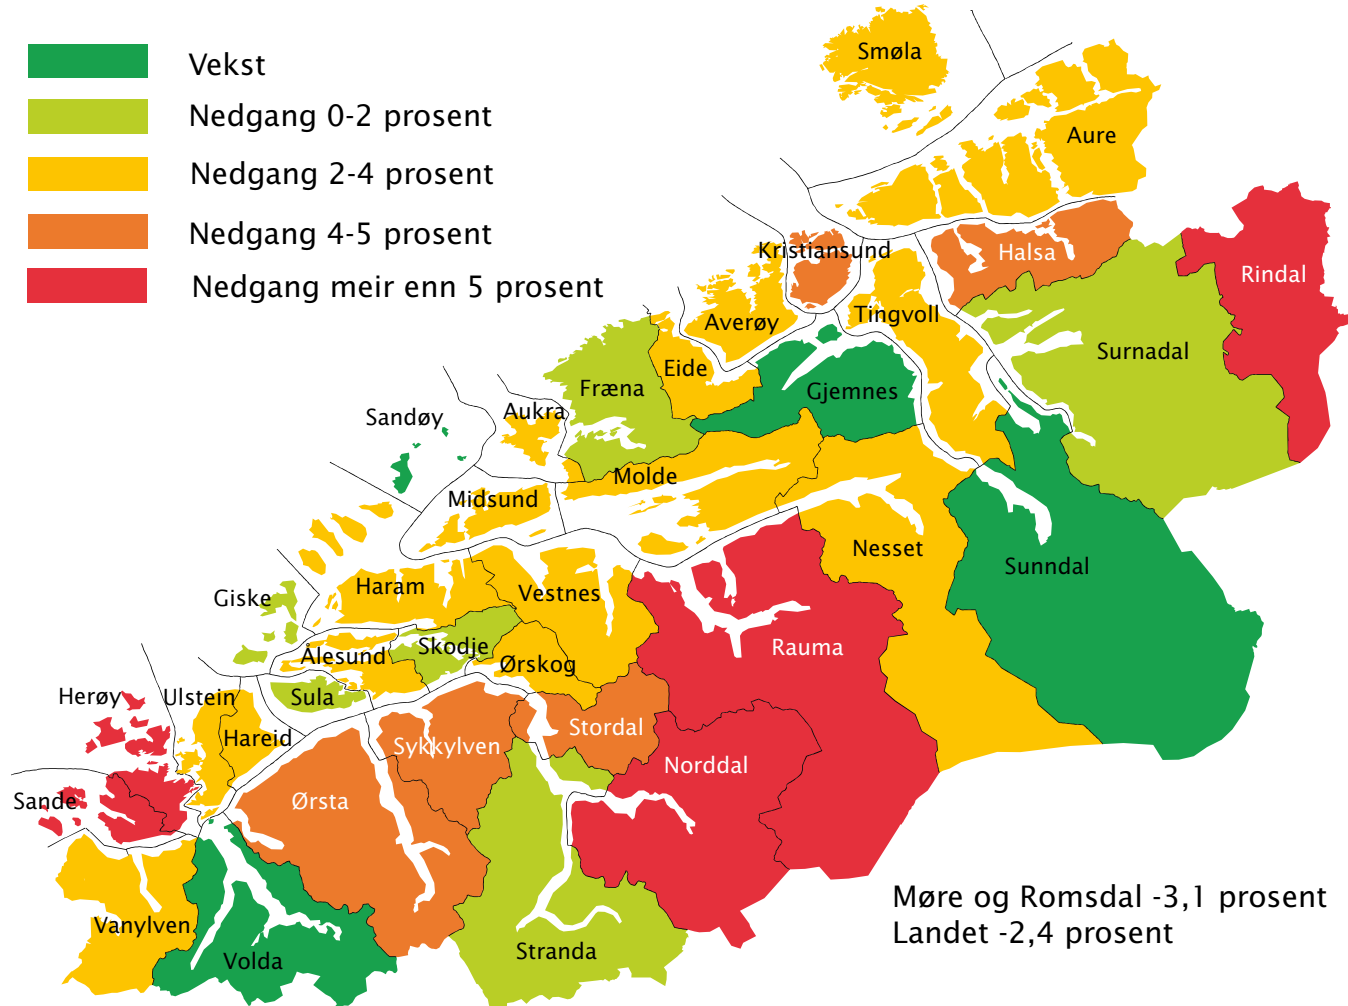 Vekst
Nedgang 0-2 prosent
Nedgang 2-4 prosent
Nedgang 4-5 prosent
Nedgang meir enn 5 prosent
Smøla
Aure
Kristiansund
Halsa
Rindal
Averøy
Tingvoll
Surnadal
Eide
Fræna
Gjemnes
Sandøy
Aukra
Molde
Midsund
Nesset
Sunndal
Haram
Vestnes
Giske
Rauma
Skodje
Ålesund
Ørskog
Herøy
Ulstein
Sula
Hareid
Stordal
Sykkylven
Norddal
Sande
Ørsta
Vanylven
Volda
Stranda
Møre og Romsdal -3,1 prosent
Landet -2,4 prosent